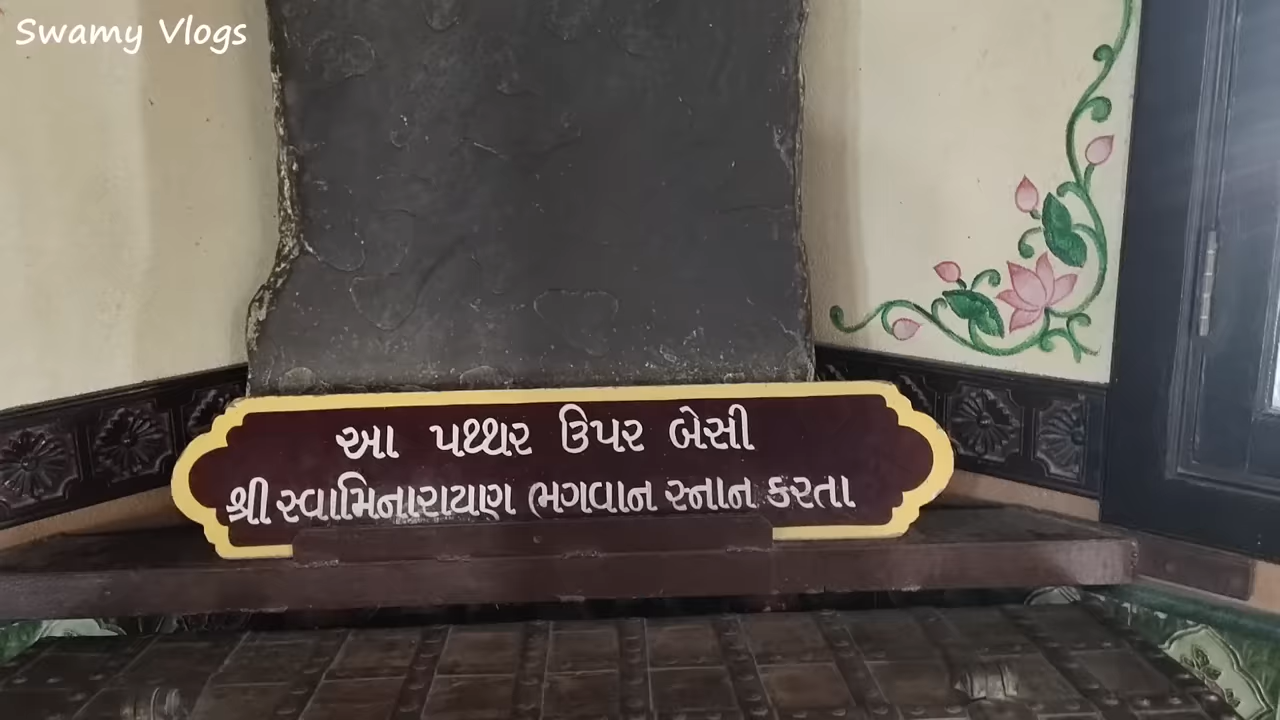 Swamy Vlogs
આ પથ્થર ઉપર બેસી
શ્રી સ્વામિનારાયણ ભગવાન સ્નાન કરતા